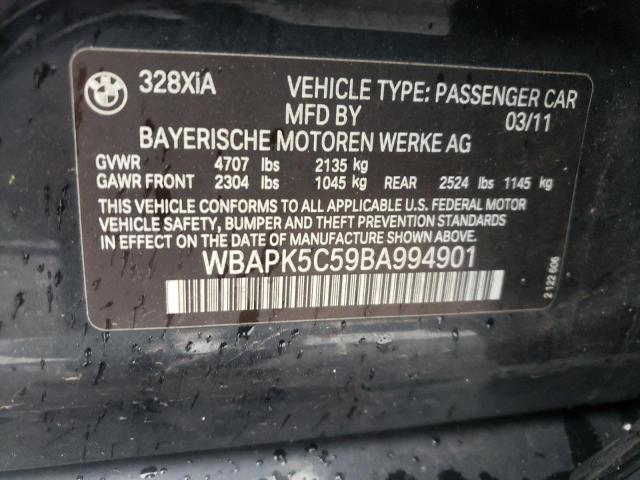 BMW
328XiA VEHICLE TYPE: PASSENGER CAR
MFD BY 03/11
BAYERISCHE MOTOREN WERKE AG
GVWR 4707 lbs 2135 kg
GAWR FRONT 2304 lbs 1045 kg REAR 2524 lbs 1145 kg
THIS VEHICLE CONFORMS TO ALL APPLICABLE U.S. FEDERAL MOTOR
VEHICLE SAFETY, BUMPER AND THEFT PREVENTION STANDARDS
IN EFFECT ON THE DATE OF MANUFACTURE SHOWN ABOVE.
WBAPK5C59BA994901
2 122 606